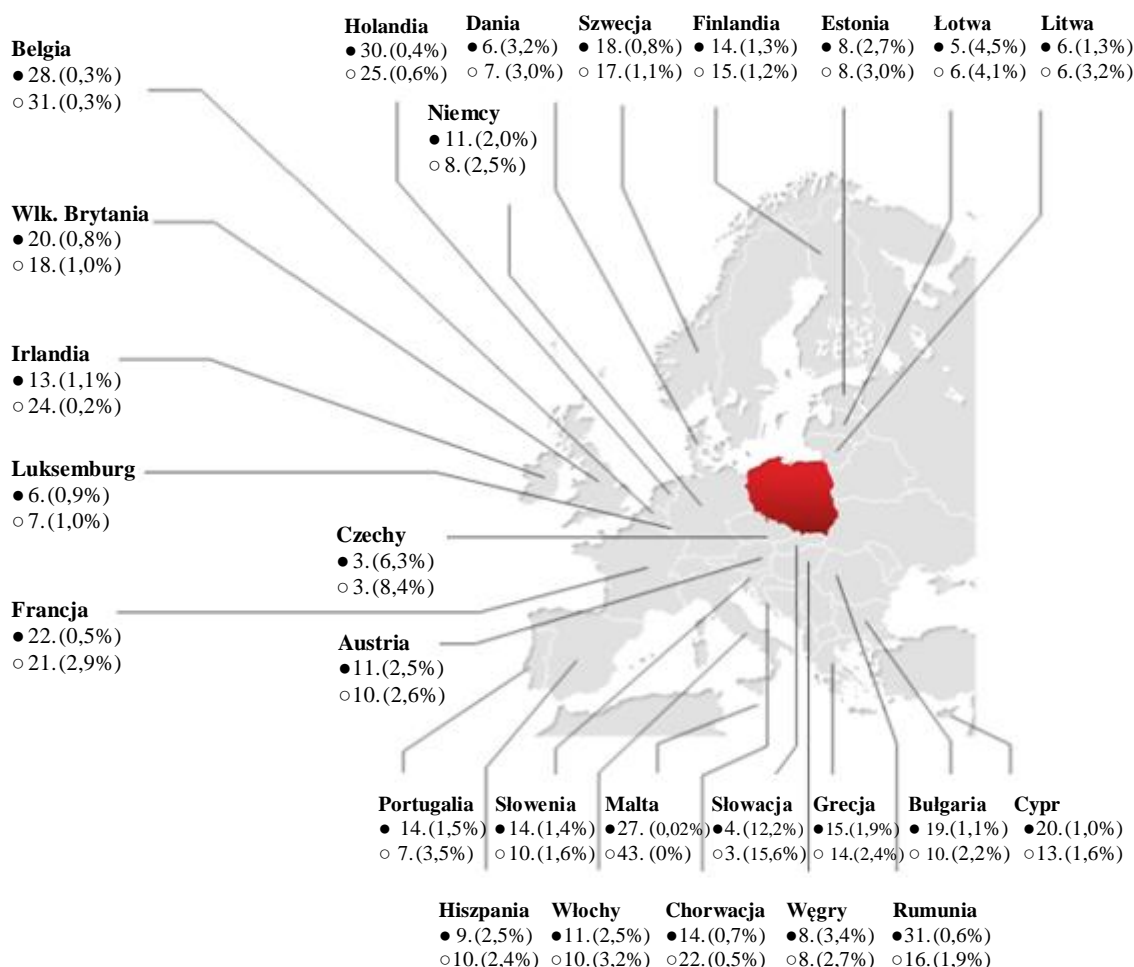 Holandia
● 30.(0,4%)
○ 25.(0,6%)
Dania
● 6.(3,2%)
○ 7. (3,0%)
Szwecja
● 18.(0,8%)
○ 17.(1,1%)
Finlandia
● 14.(1,3%)
○ 15.(1,2%)
Estonia
● 8.(2,7%)
○ 8.(3,0%)
Łotwa
● 5.(4,5%)
○ 6.(4,1%)
Litwa
● 6.(1,3%)
○ 6.(3,2%)
Belgia
● 28.(0,3%)
○ 31.(0,3%)
Niemcy
● 11.(2,0%)
○ 8.(2,5%)
Wlk. Brytania
● 20.(0,8%)
○ 18.(1,0%)
Irlandia
● 13.(1,1%)
○ 24.(0,2%)
Luksemburg
● 6.(0,9%)
○ 7.(1,0%)
Czechy
● 3.(6,3%)
○ 3.(8,4%)
Francja
● 22.(0,5%)
○ 21.(2,9%)
Austria
● 11.(2,5%)
○ 10.(2,6%)
Portugalia
● 14.(1,5%)
○ 7.(3,5%)
Słowenia
● 14.(1,4%)
○ 10.(1,6%)
Malta
● 27. (0,02%)
○ 43. (0%)
Słowacja
● 4.(12,2%)
○ 3.(15,6%)
Grecja
● 15.(1,9%)
○ 14.(2,4%)
Bułgaria
● 19.(1,1%)
○ 10.(2,2%)
Cypr
● 20.(1,0%)
○ 13.(1,6%)
Hiszpania
● 9.(2,5%)
○ 10.(2,4%)
Włochy
● 11.(2,5%)
○ 10.(3,2%)
Chorwacja
● 14.(0,7%)
○ 22.(0,5%)
Węgry
● 8.(3,4%)
○ 8.(2,7%)
Rumunia
● 31.(0,6%)
○ 16.(1,9%)